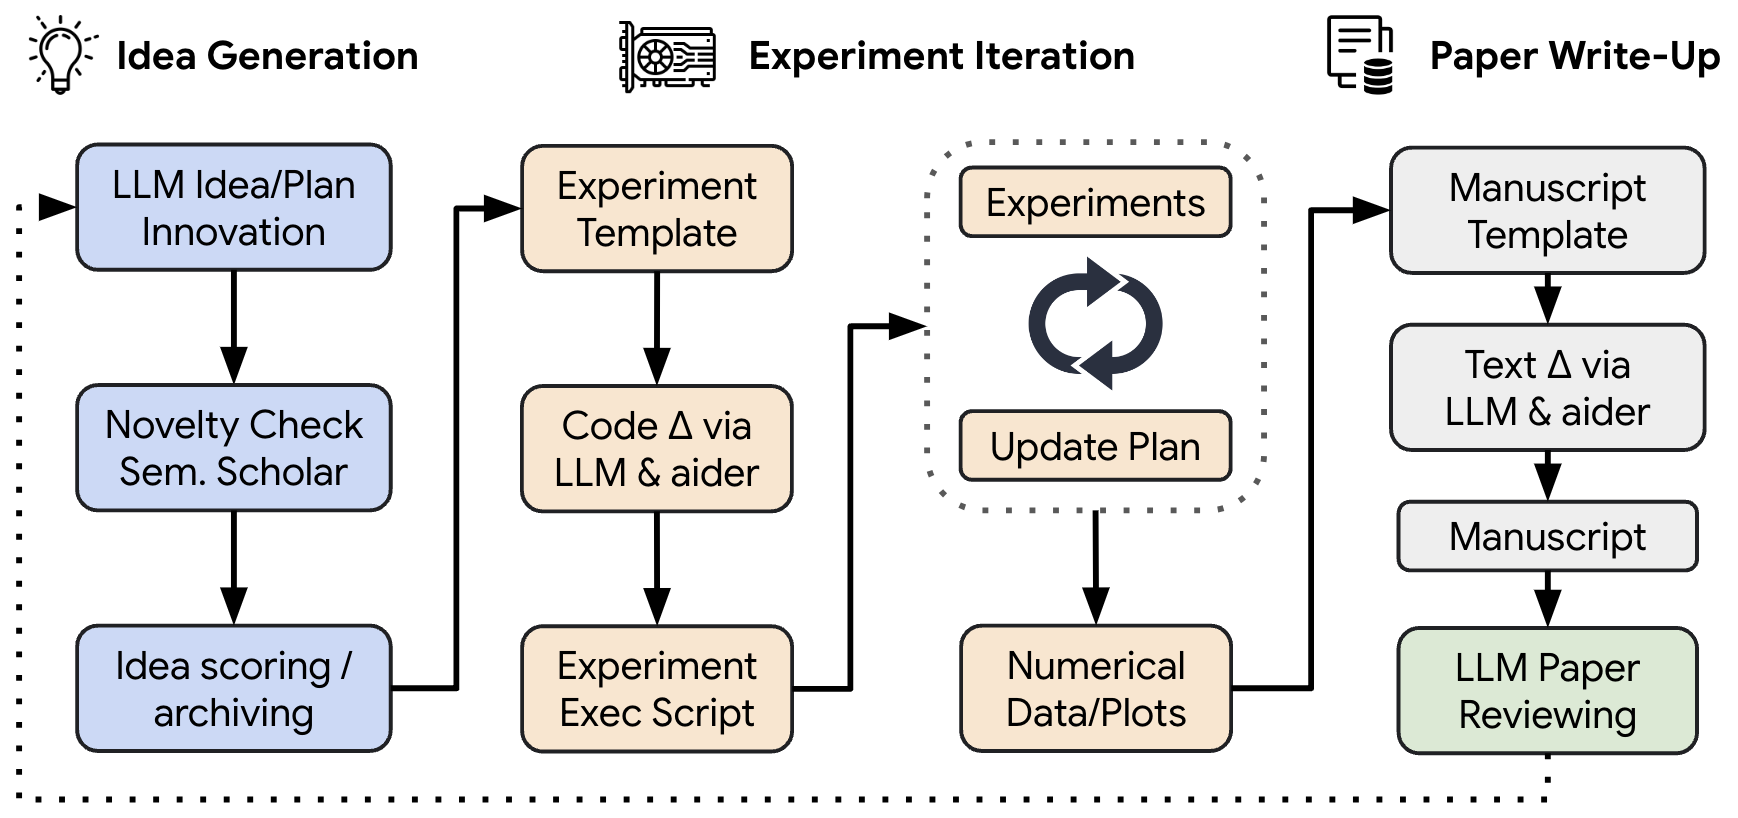 Idea Generation
Experiment Iteration
Paper Write-Up
LLM Idea/Plan
Innovation
Novelty Check
Sem. Scholar
Idea scoring /
archiving
Experiment
Template
Code Δ via
LLM & aider
Experiment
Exec Script
Experiments
Update Plan
Numerical
Data/Plots
Manuscript
Template
Text Δ via
LLM & aider
Manuscript
LLM Paper
Reviewing